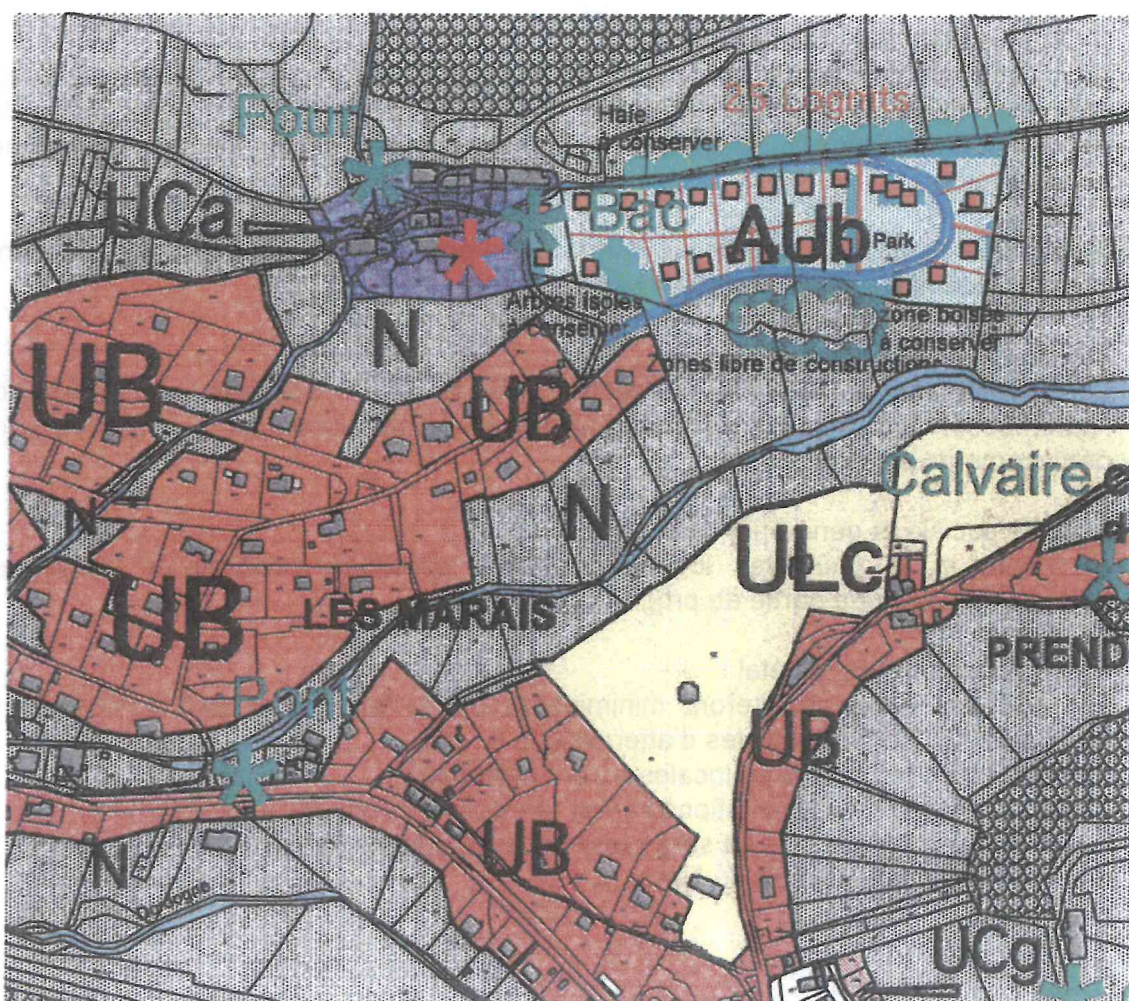 25 Logmts
Haie
à conserver
Four
UCa
Bac
AUb
Park
Arbres isolés
à conserver
zone boisée
à conserver
Zones libre de constructions
N
UB
UB
Calvaire
N
N
ULc
UB
LES MARAIS
PREND
Pont
UB
UB
N
UCg